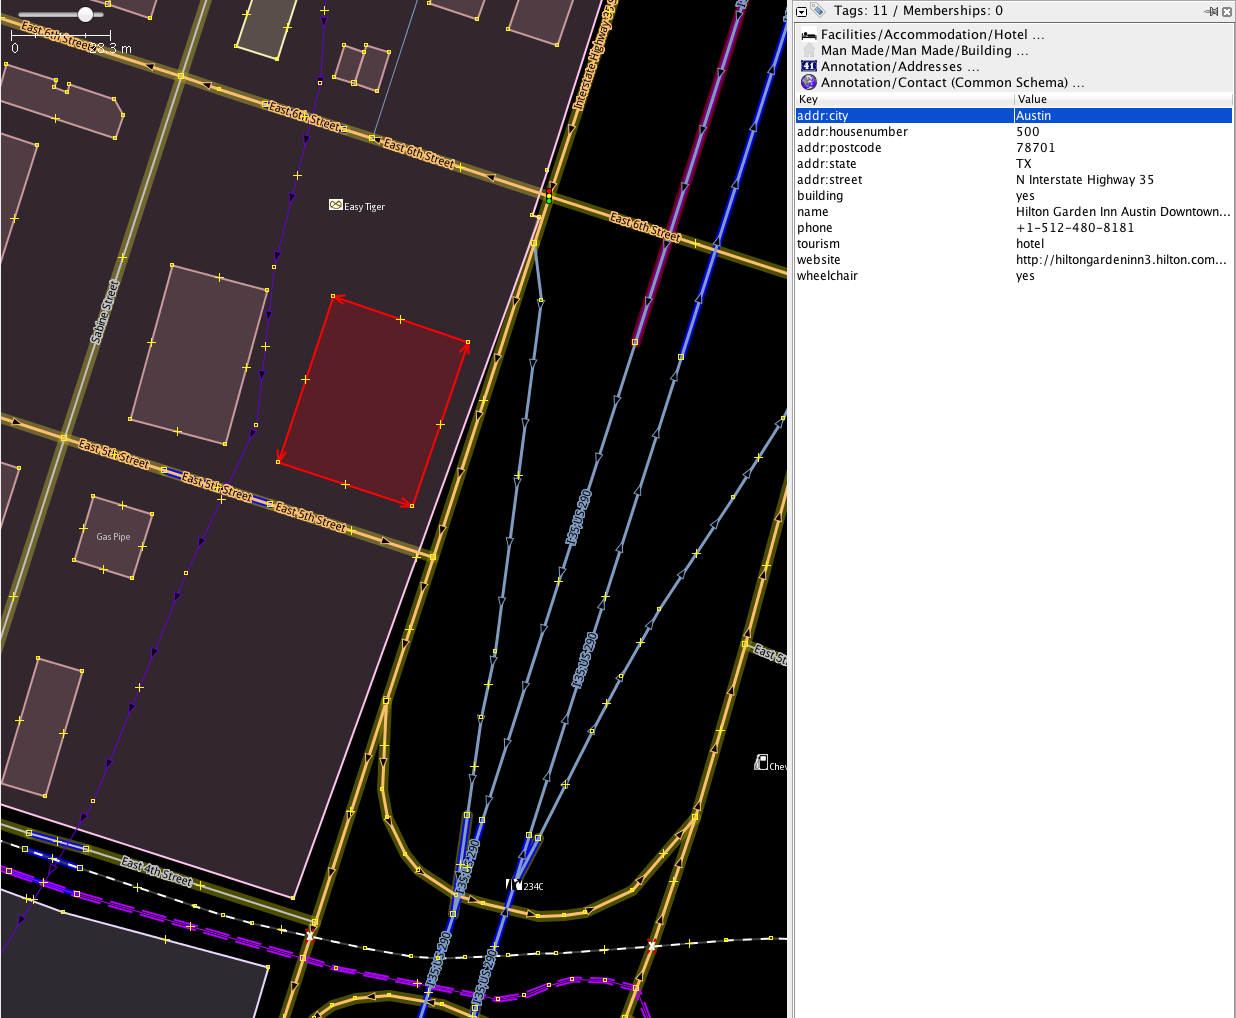 0
28.3 m
East 6th Street
Interstate Highway 35 S
East 6th Street
East 6th Street
East 6th Street
Easy Tiger
Sabine Street
East 5th Street
East 5th Street
East 5th Street
Gas Pipe
I 35;US 290
I 35;US 290
East 5t
Chev
East 4th Street
I 35;US 290
234C
I 35;US 290
I 35;US 290
Tags: 11 / Memberships: 0
Facilities/Accommodation/Hotel ...
Man Made/Man Made/Building ...
41 Annotation/Addresses ...
Annotation/Contact (Common Schema) ...
Key Value
addr:city Austin
addr:housenumber 500
addr:postcode 78701
addr:state TX
addr:street N Interstate Highway 35
building yes
name Hilton Garden Inn Austin Downtown...
phone +1-512-480-8181
tourism hotel
website http://hiltongardeninn3.hilton.com...
wheelchair yes